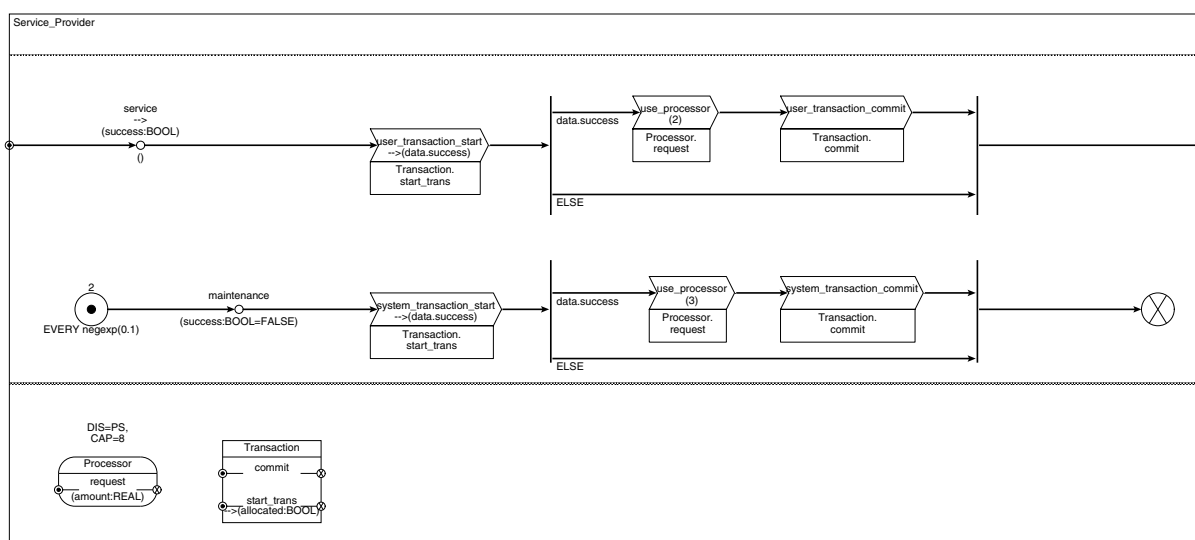 Service_Provider
service
-->
(success:BOOL)
()
user_transaction_start
-->(data.success)
Transaction.
start_trans
data.success
use_processor
(2)
Processor.
request
user_transaction_commit
Transaction.
commit
ELSE
2
EVERY negexp(0.1)
maintenance
(success:BOOL=FALSE)
system_transaction_start
-->(data.success)
Transaction.
start_trans
data.success
use_processor
(3)
Processor.
request
system_transaction_commit
Transaction.
commit
ELSE
DIS=PS,
CAP=8
Processor
request
(amount:REAL)
Transaction
commit
start_trans
-->(allocated:BOOL)